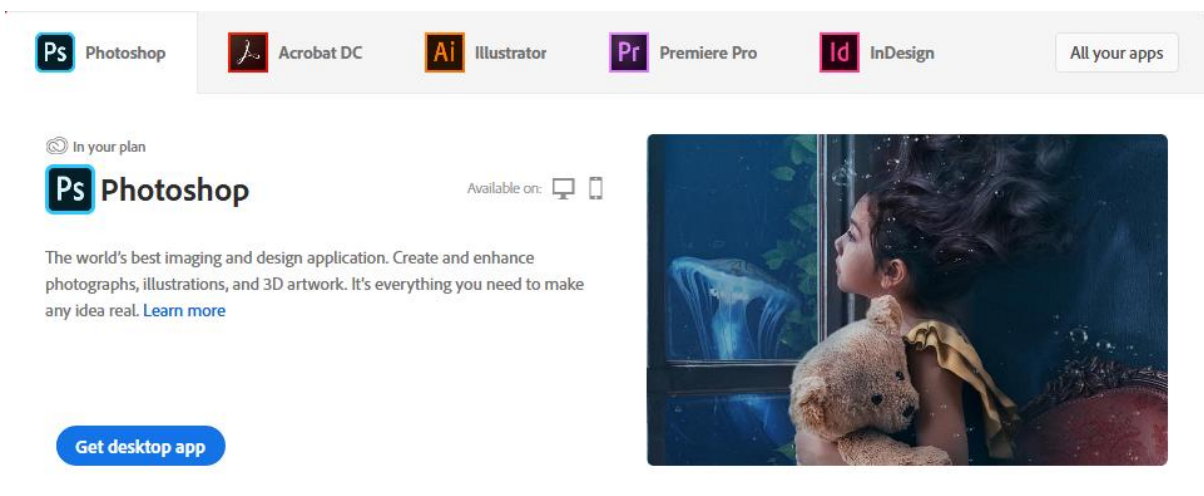 Ps Photoshop
Acrobat DC
Ai Illustrator
Pr Premiere Pro
Id InDesign
All your apps
In your plan
Ps Photoshop
Available on:
The world's best imaging and design application. Create and enhance
photographs, illustrations, and 3D artwork. It's everything you need to make
any idea real. Learn more
Get desktop app